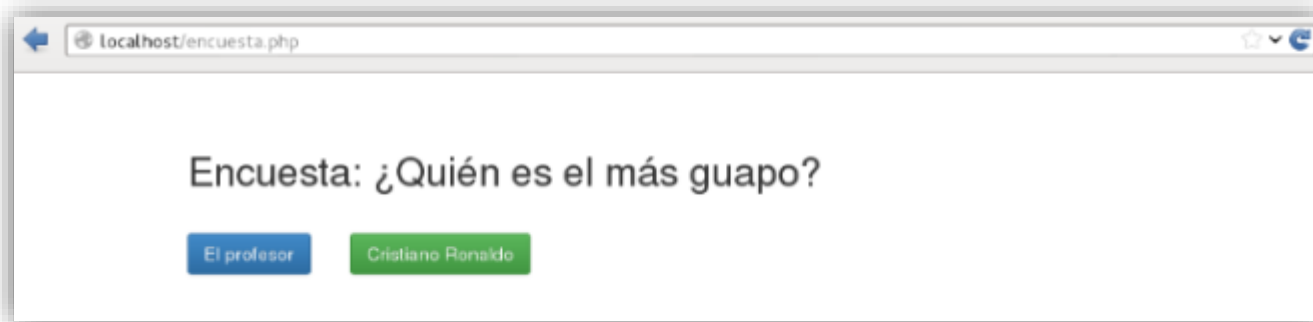 localhost/encuesta.php
Encuesta: ¿Quién es el más guapo?
El profesor Cristiano Ronaldo